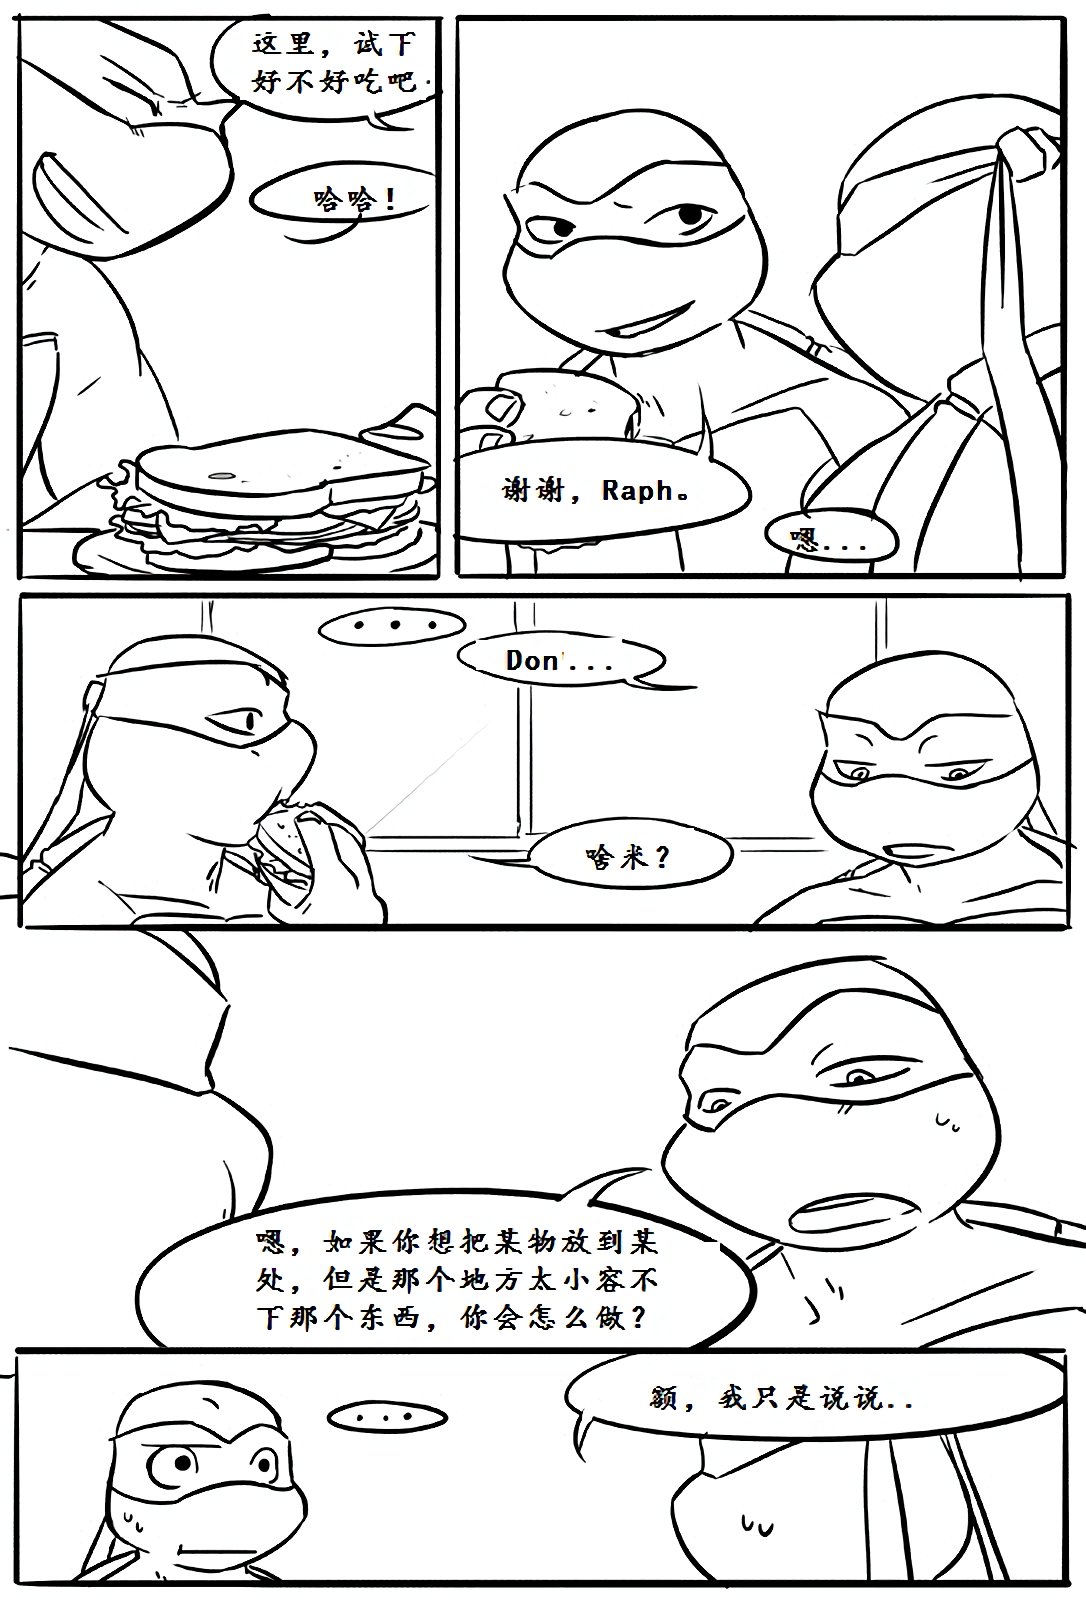 这里，试下
好不好吃吧.
哈哈！
谢谢，Raph。
嗯...
...
Don'...
啥米？
嗯，如果你想把某物放到某
处，但是那个地方太小容不
下那个东西，你会怎么做？
...
额，我只是说说..